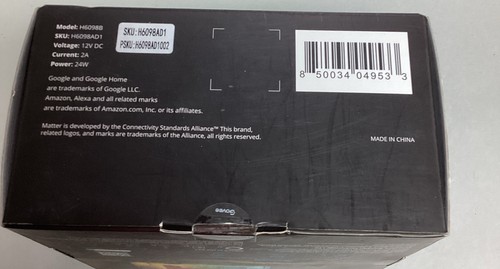 Model: H6098B
SKU: H6098AD1
Voltage: 12V DC
Current: 2A
Power: 24W
SKU: H6098AD1
PSKU: H6098AD1002
Google and Google Home
are trademarks of Google LLC.
Amazon, Alexa and all related marks
are trademarks of Amazon.com, Inc. or its affiliates.
Matter is developed by the Connectivity Standards Alliance™ This brand,
related logos, and marks are trademarks of the Alliance, all rights reserved.
8 50034 04953 3
MADE IN CHINA
Govee